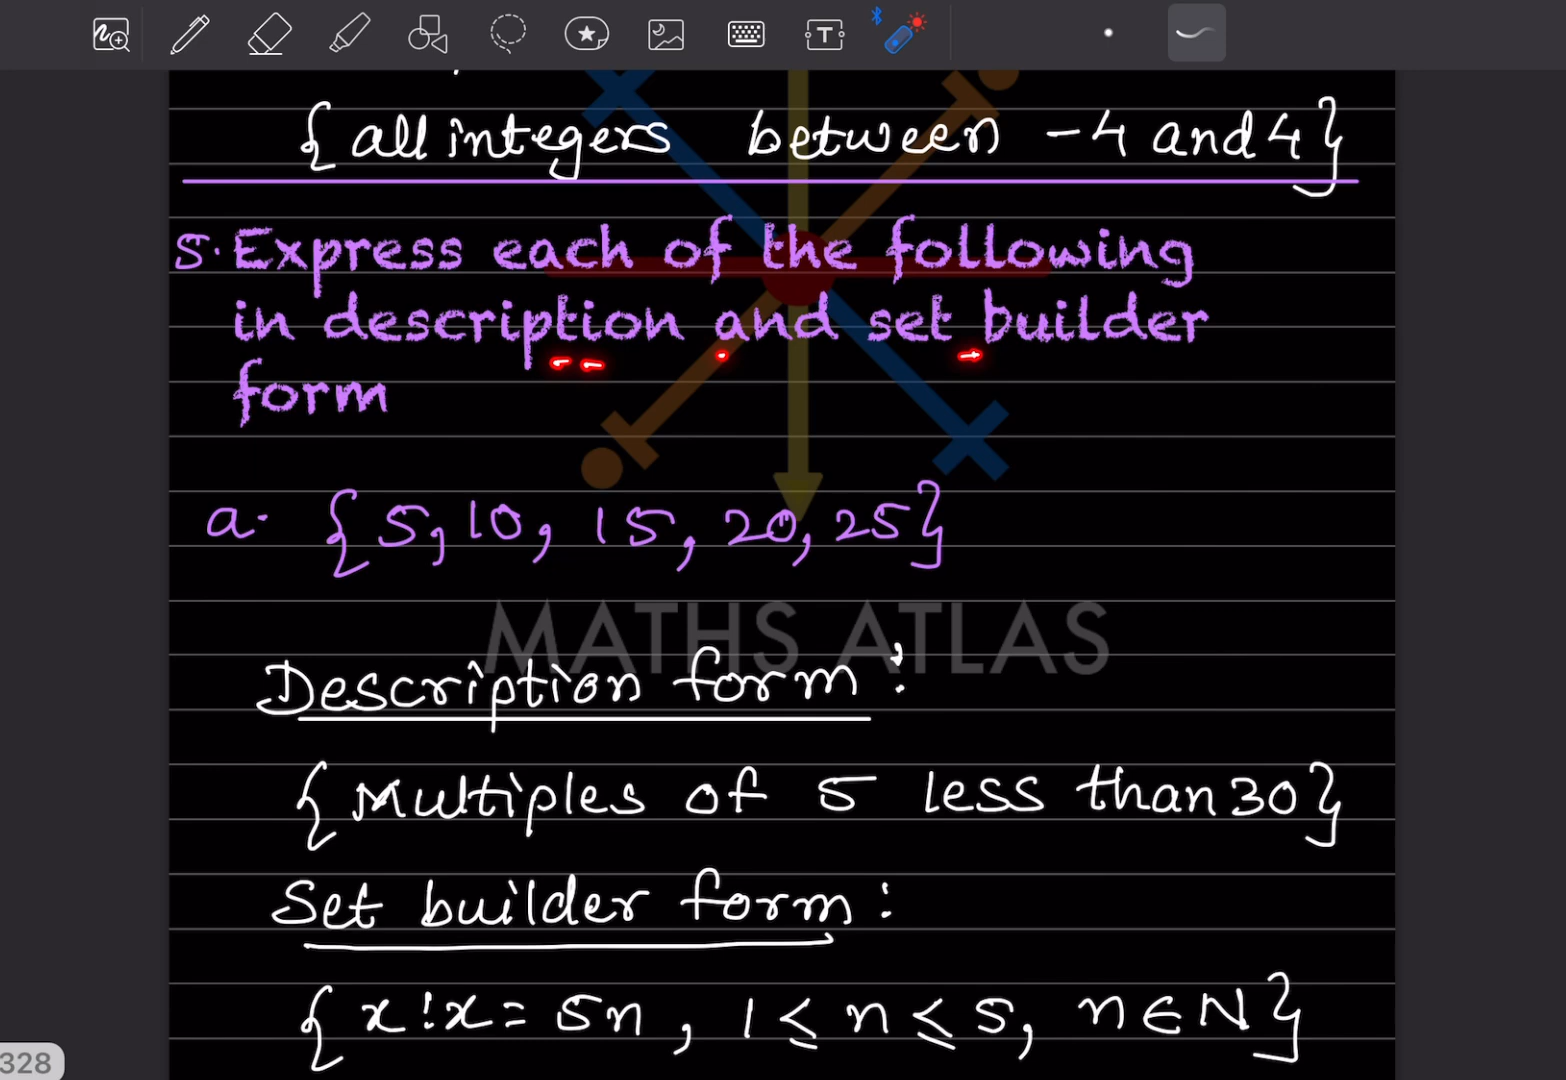 {all integers between -4 and 4}
5. Express each of the following
in description and set builder
form
a. {5, 10, 15, 20, 25}
MATHS ATLAS
Description form:
{Multiples of 5 less than 30}
Set builder form:
{x:x = 5n, 1 ≤ n ≤ 5, n ∈ N}
328